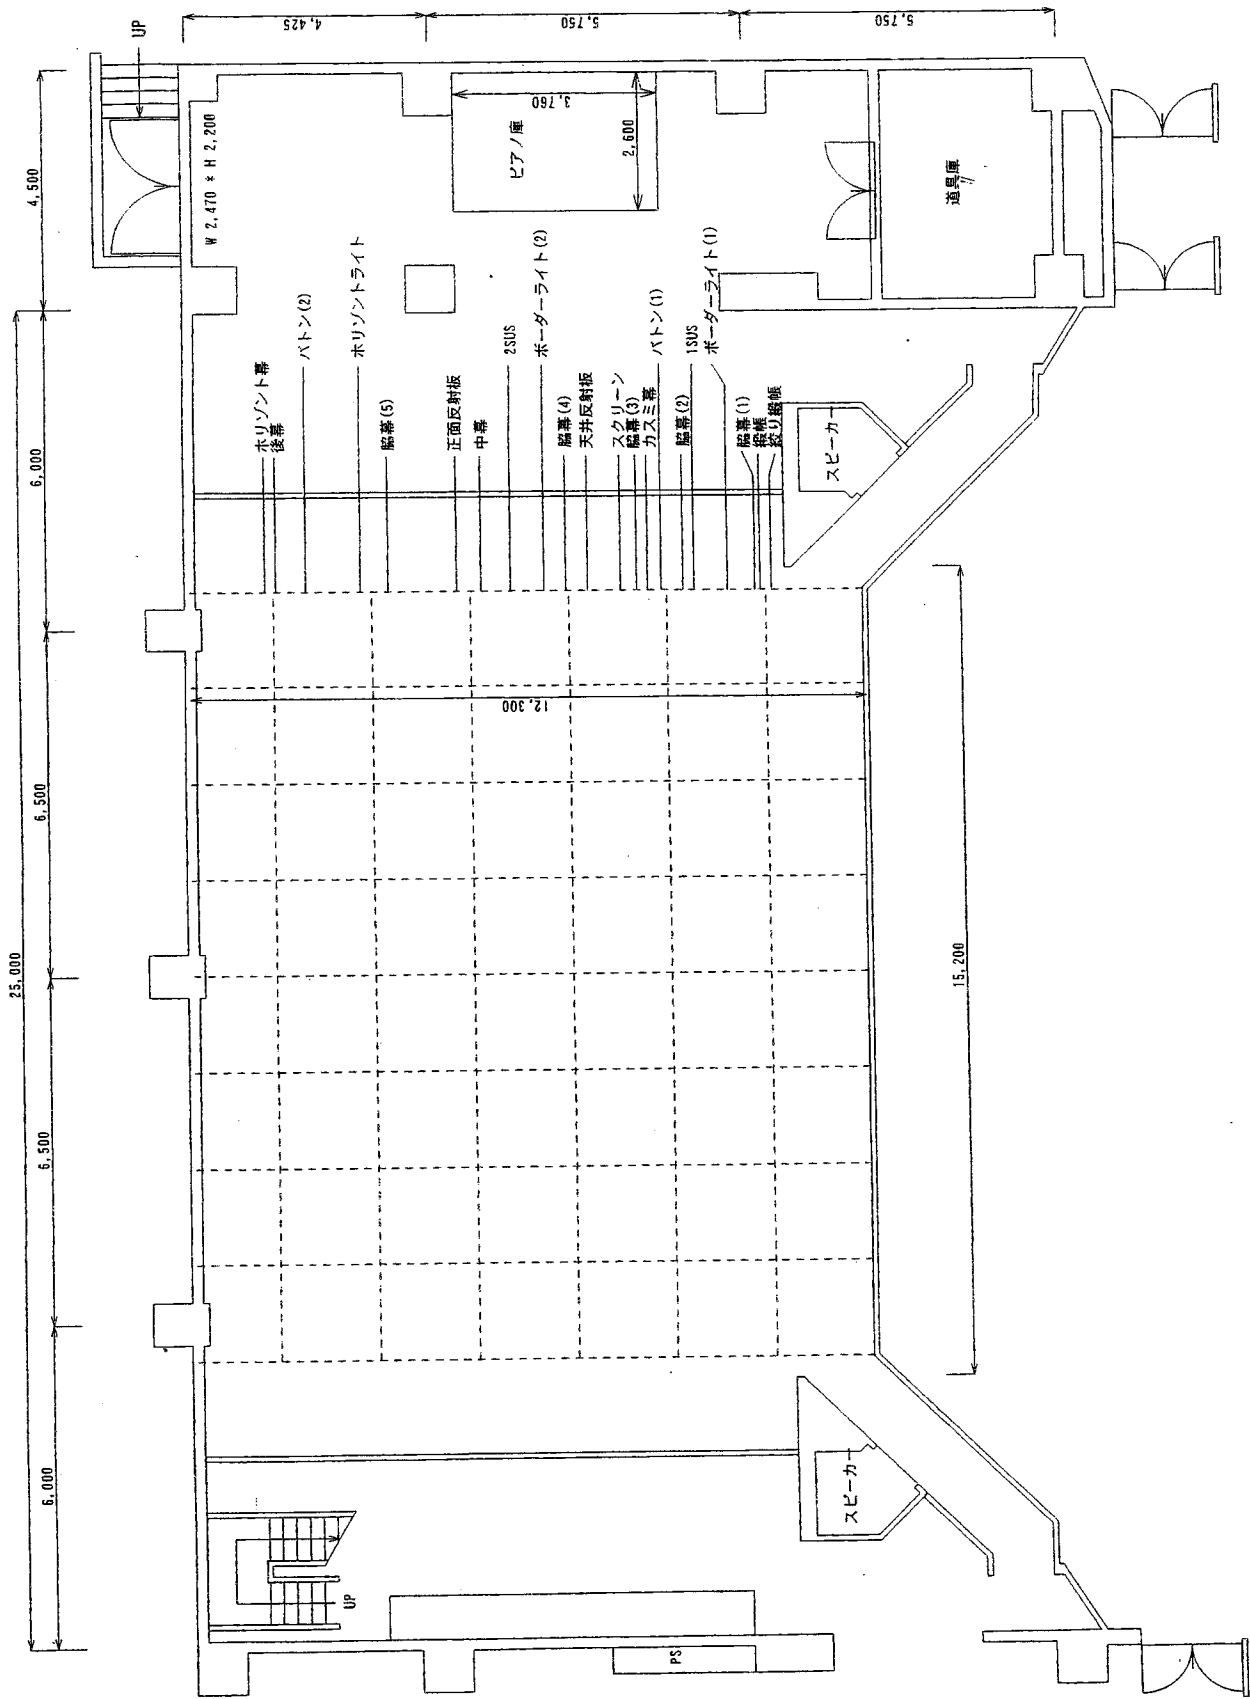 25,000
6,000
6,500
6,500
6,000
4,500
4,425
5,750
5,750
UP
W 2,470 * H 2,200
ピアノ庫
3,760
2,600
道具庫
ホリゾント幕
後幕
バトン(2)
ホリゾントライト
脇幕(5)
正面反射板
中幕
2SUS
ボーダーライト(2)
脇幕(4)
天井反射板
スクリーン
脇幕(3)
カスミ幕
バトン(1)
脇幕(2)
1SUS
ボーダーライト(1)
脇幕(1)
緞帳
絞り緞帳
スピーカー
12,300
15,200
スピーカー
UP
PS